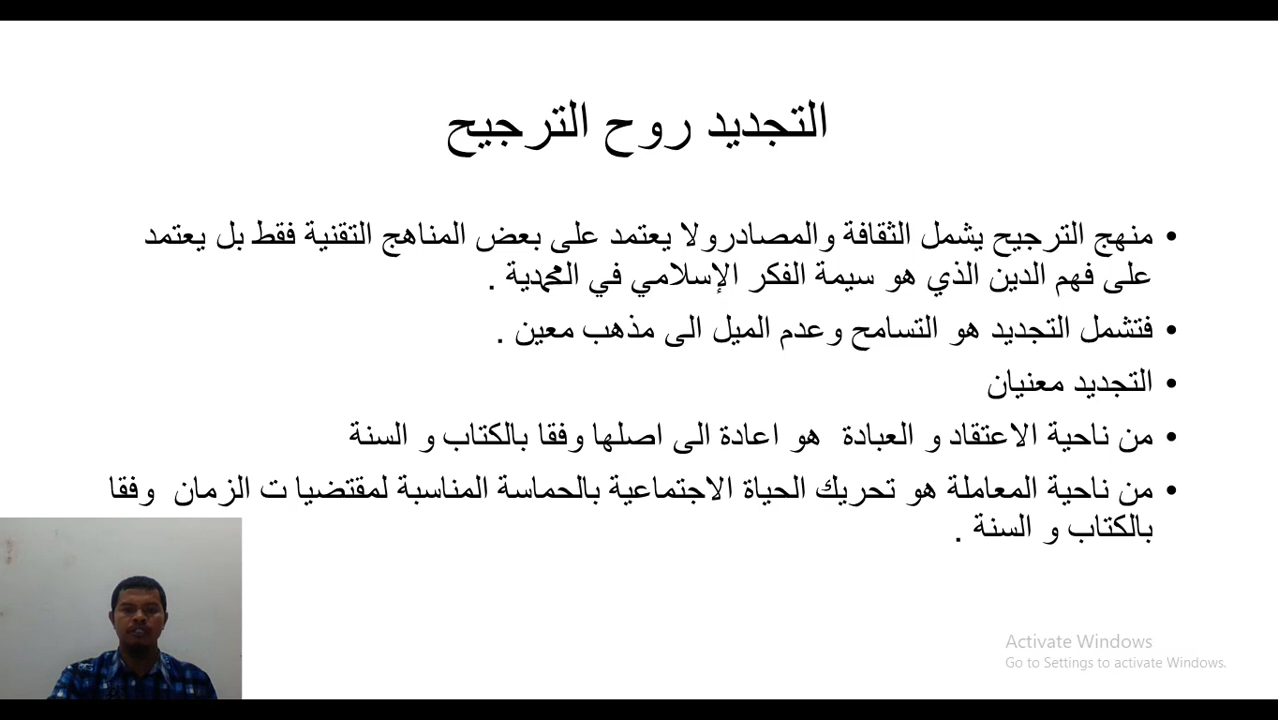 التجديد روح الترجيح
• منهج الترجيح يشمل الثقافة والمصادرولا يعتمد على بعض المناهج التقنية فقط بل يعتمد
على فهم الدين الذي هو سيمة الفكر الإسلامي في المحمدية .
• فتشمل التجديد هو التسامح وعدم الميل الى مذهب معين .
• التجديد معنيان
• من ناحية الاعتقاد و العبادة هو اعادة الى اصلها وفقا بالكتاب و السنة
• من ناحية المعاملة هو تحريك الحياة الاجتماعية بالحماسة المناسبة لمقتضيا ت الزمان وفقا
بالكتاب و السنة .
Activate Windows
Go to Settings to activate Windows.